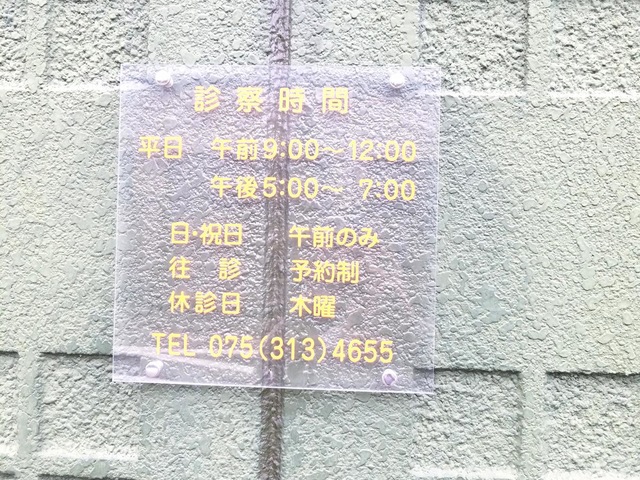 診察時間
平日 午前9:00～12:00
午後5:00～7:00
日・祝日 午前のみ
往診 予約制
休診日 木曜
TEL 075(313)4655